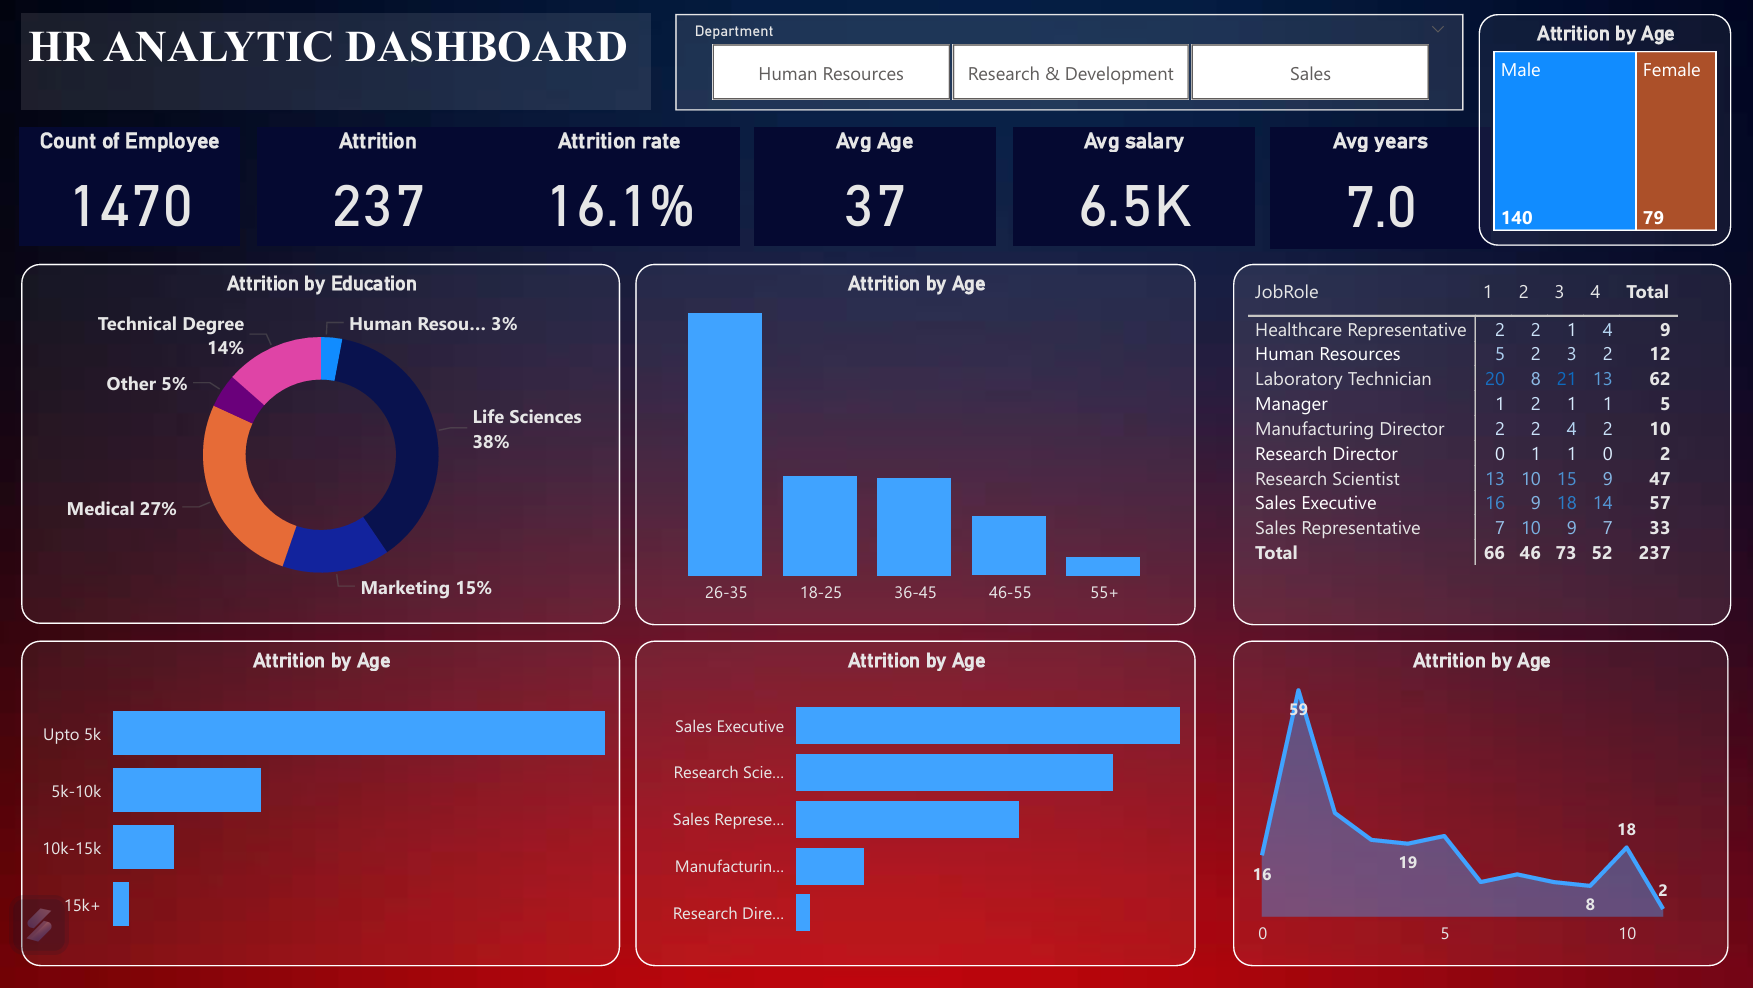 HR ANALYTIC DASHBOARD
Department
Human Resources
Research & Development
Sales
Attrition by Age
Male
Female
140
79
Count of Employee
1470
Attrition
237
Attrition rate
16.1%
Avg Age
37
Avg salary
6.5K
Avg years
7.0
Attrition by Education
Technical Degree
14%
Human Resou... 3%
Other 5%
Life Sciences
38%
Medical 27%
Marketing 15%
Attrition by Age
26-35 18-25 36-45 46-55 55+
JobRole 1 2 3 4 Total
Healthcare Representative 2 2 1 4 9
Human Resources 5 2 3 2 12
Laboratory Technician 20 8 21 13 62
Manager 1 2 1 1 5
Manufacturing Director 2 2 4 2 10
Research Director 0 1 1 0 2
Research Scientist 13 10 15 9 47
Sales Executive 16 9 18 14 57
Sales Representative 7 10 9 7 33
Total 66 46 73 52 237
Attrition by Age
Upto 5k
5k-10k
10k-15k
15k+
Attrition by Age
Sales Executive
Research Scie...
Sales Represe...
Manufacturin...
Research Dire...
Attrition by Age
59
16
19
8
18
2
0 5 10